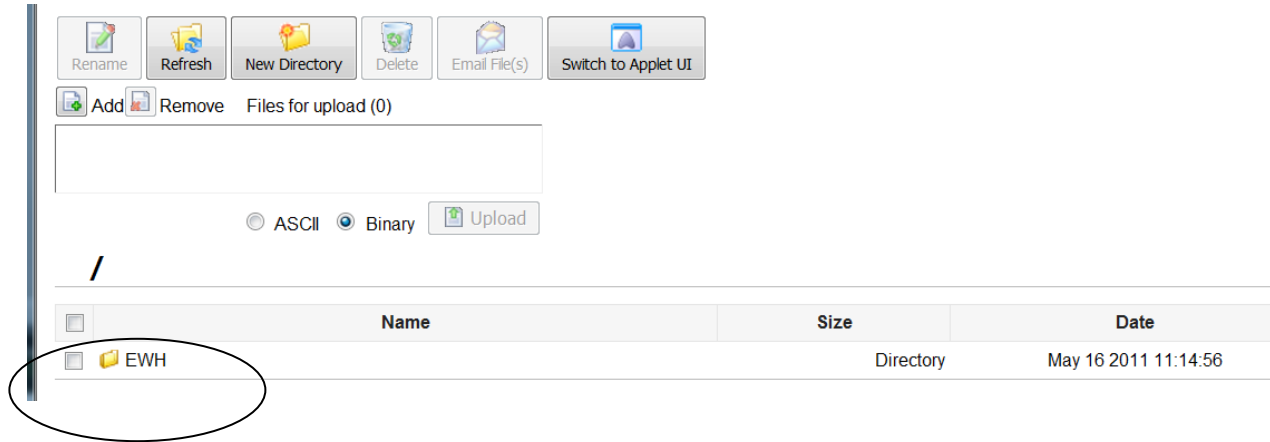 Rename Refresh New Directory Delete Email File(s) Switch to Applet UI
Add Remove Files for upload (0)
ASCII Binary Upload
/
Name Size Date
EWH Directory May 16 2011 11:14:56